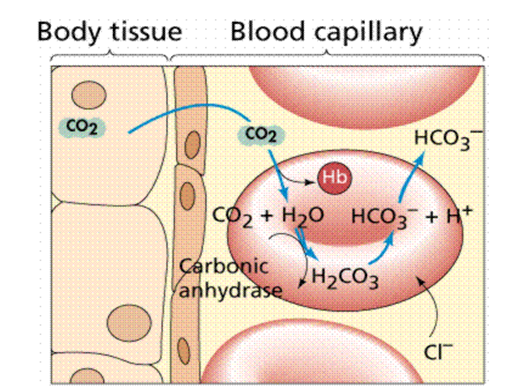 Body tissue
Blood capillary
CO2
CO2
HCO3⁻
Hb
CO2 + H2O
HCO3⁻ + H⁺
Carbonic
anhydrase
H2CO3
Cl⁻